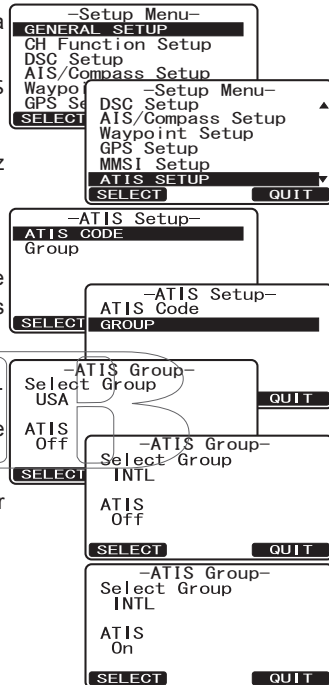 a
s
z
e
s
e
r
–Setup Menu–
GENERAL SETUP
CH Function Setup
DSC Setup
AIS/Compass Setup
Waypoi
GPS Se
SELECT
–Setup Menu–
DSC Setup
AIS/Compass Setup
Waypoint Setup
GPS Setup
MMSI Setup
ATIS SETUP
SELECT QUIT
–ATIS Setup–
ATIS CODE
Group
SELECT
–ATIS Setup–
ATIS Code
GROUP
QUIT
–ATIS Group–
Select Group
USA
ATIS
Off
SELECT
–ATIS Group–
Select Group
INTL
ATIS
Off
SELECT QUIT
–ATIS Group–
Select Group
INTL
ATIS
On
SELECT QUIT